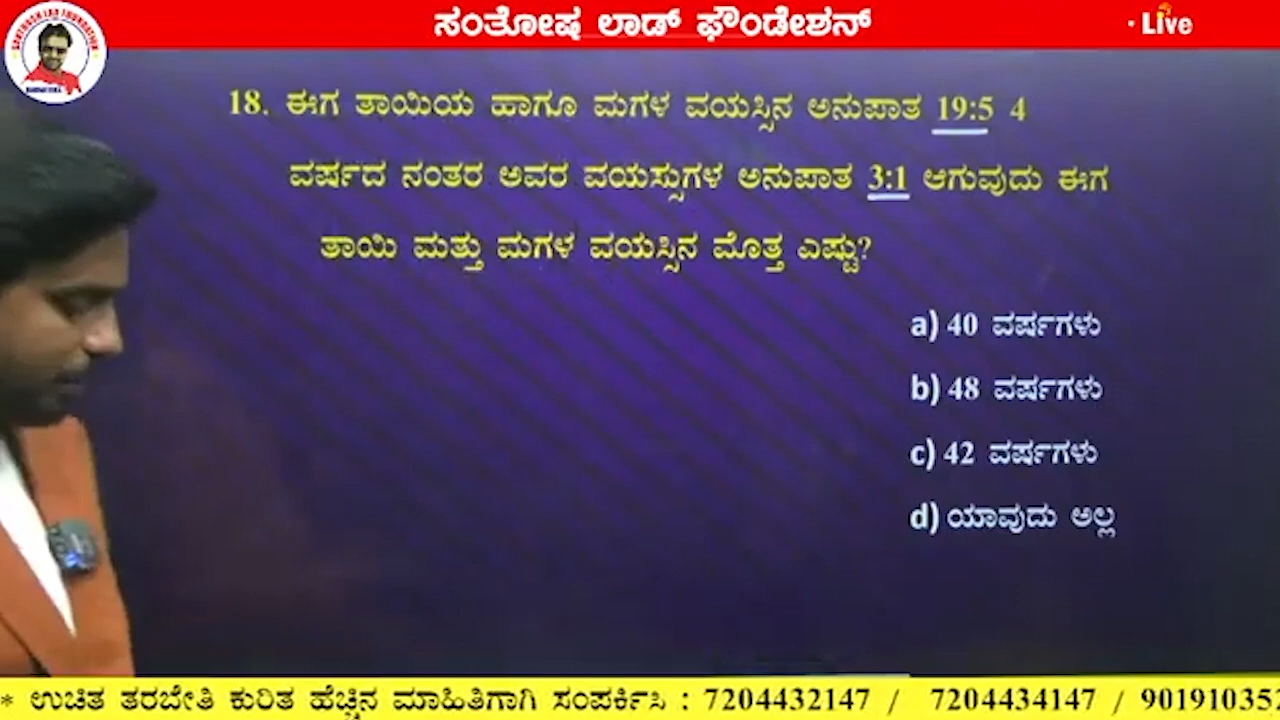 ಸಂತೋಷ ಲಾಡ್ ಫೌಂಡೇಶನ್
Live
18. ಈಗ ತಾಯಿಯ ಹಾಗೂ ಮಗಳ ವಯಸ್ಸಿನ ಅನುಪಾತ 19:5 4
ವರ್ಷದ ನಂತರ ಅವರ ವಯಸ್ಸುಗಳ ಅನುಪಾತ 3:1 ಆಗುವುದು ಈಗ
ತಾಯಿ ಮತ್ತು ಮಗಳ ವಯಸ್ಸಿನ ಮೊತ್ತ ಎಷ್ಟು?
a) 40 ವರ್ಷಗಳು
b) 48 ವರ್ಷಗಳು
c) 42 ವರ್ಷಗಳು
d) ಯಾವುದು ಅಲ್ಲ
* ಉಚಿತ ತರಬೇತಿ ಕುರಿತ ಹೆಚ್ಚಿನ ಮಾಹಿತಿಗಾಗಿ ಸಂಪರ್ಕಿಸಿ : 7204432147 / 7204434147 / 90191035